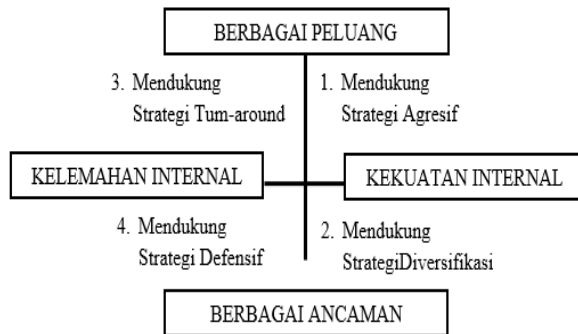 BERBAGAI PELUANG
3. Mendukung
Strategi Tum-around
1. Mendukung
Strategi Agresif
KELEMAHAN INTERNAL
KEKUATAN INTERNAL
4. Mendukung
Strategi Defensif
2. Mendukung
StrategiDiversifikasi
BERBAGAI ANCAMAN